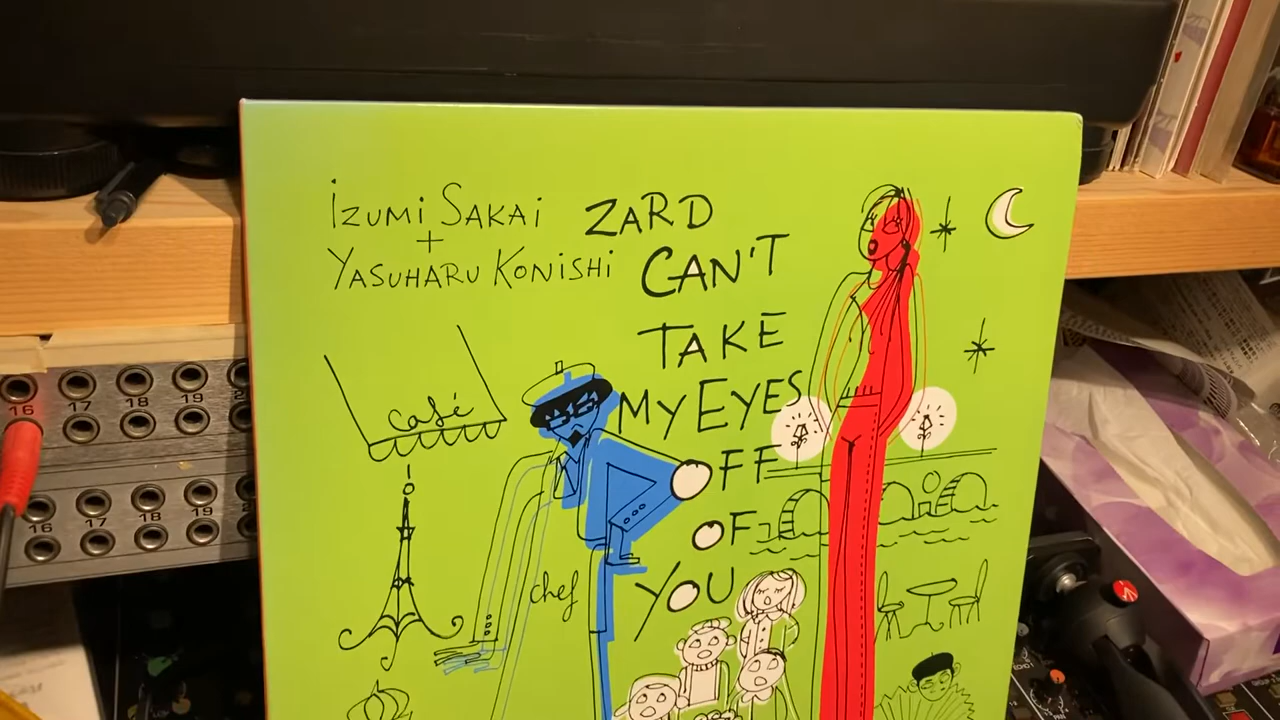 IZUMI SAKAI
+
YASUHARU KONISHI
ZARD
CAN'T
TAKE
MY EYES
OFF
OF
YOU
café
chef
16 17 18 19
16 17 18 19